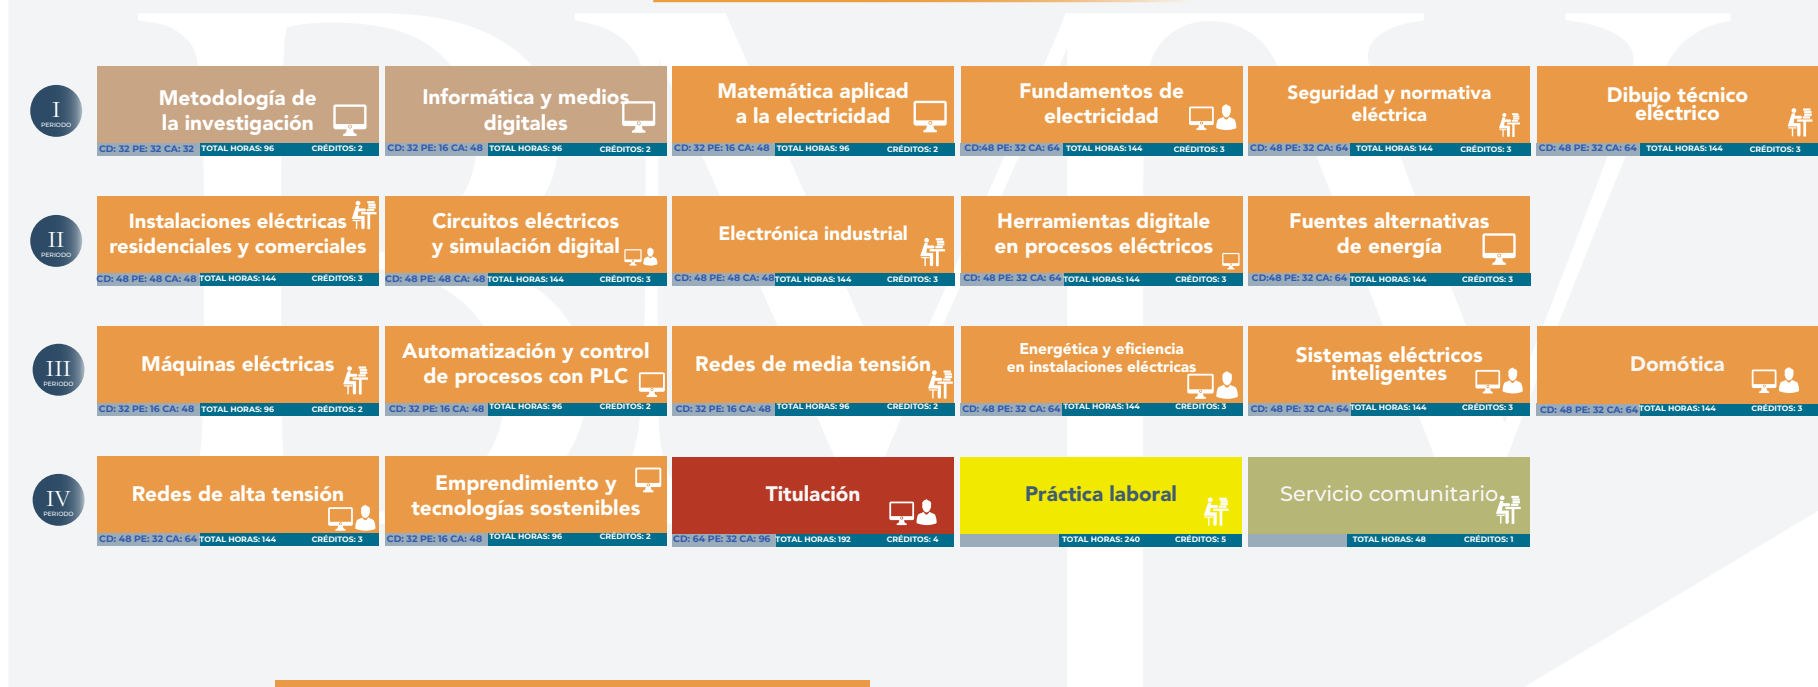 I
PERIODO
Metodología de
la investigación
CD: 32 PE: 32 CA: 32 TOTAL HORAS: 96 CRÉDITOS: 2
Informática y medios
digitales
CD: 32 PE: 16 CA: 48 TOTAL HORAS: 96 CRÉDITOS: 2
Matemática aplicad
a la electricidad
CD: 32 PE: 16 CA: 48 TOTAL HORAS: 96 CRÉDITOS: 2
Fundamentos de
electricidad
CD:48 PE: 32 CA: 64 TOTAL HORAS: 144 CRÉDITOS: 3
Seguridad y normativa
eléctrica
CD: 48 PE: 32 CA: 64 TOTAL HORAS: 144 CRÉDITOS: 3
Dibujo técnico
eléctrico
CD: 48 PE: 32 CA: 64 TOTAL HORAS: 144 CRÉDITOS: 3
II
PERIODO
Instalaciones eléctricas
residenciales y comerciales
CD: 48 PE: 48 CA: 48 TOTAL HORAS: 144 CRÉDITOS: 3
Circuitos eléctricos
y simulación digital
CD: 48 PE: 48 CA: 48 TOTAL HORAS: 144 CRÉDITOS: 3
Electrónica industrial
CD: 48 PE: 48 CA: 48 TOTAL HORAS: 144 CRÉDITOS: 3
Herramientas digitale
en procesos eléctricos
CD: 48 PE: 32 CA: 64 TOTAL HORAS: 144 CRÉDITOS: 3
Fuentes alternativas
de energía
CD:48 PE: 32 CA: 64 TOTAL HORAS: 144 CRÉDITOS: 3
III
PERIODO
Máquinas eléctricas
CD: 32 PE: 16 CA: 48 TOTAL HORAS: 96 CRÉDITOS: 2
Automatización y control
de procesos con PLC
CD: 32 PE: 16 CA: 48 TOTAL HORAS: 96 CRÉDITOS: 2
Redes de media tensión
CD: 32 PE: 16 CA: 48 TOTAL HORAS: 96 CRÉDITOS: 2
Energética y eficiencia
en instalaciones eléctricas
CD: 48 PE: 32 CA: 64 TOTAL HORAS: 144 CRÉDITOS: 3
Sistemas eléctricos
inteligentes
CD: 48 PE: 32 CA: 64 TOTAL HORAS: 144 CRÉDITOS: 3
Domótica
CD: 48 PE: 32 CA: 64 TOTAL HORAS: 144 CRÉDITOS: 3
IV
PERIODO
Redes de alta tensión
CD: 48 PE: 32 CA: 64 TOTAL HORAS: 144 CRÉDITOS: 3
Emprendimiento y
tecnologías sostenibles
CD: 32 PE: 16 CA: 48 TOTAL HORAS: 96 CRÉDITOS: 2
Titulación
CD: 64 PE: 32 CA: 96 TOTAL HORAS: 192 CRÉDITOS: 4
Práctica laboral
TOTAL HORAS: 240 CRÉDITOS: 5
Servicio comunitario
TOTAL HORAS: 48 CRÉDITOS: 1